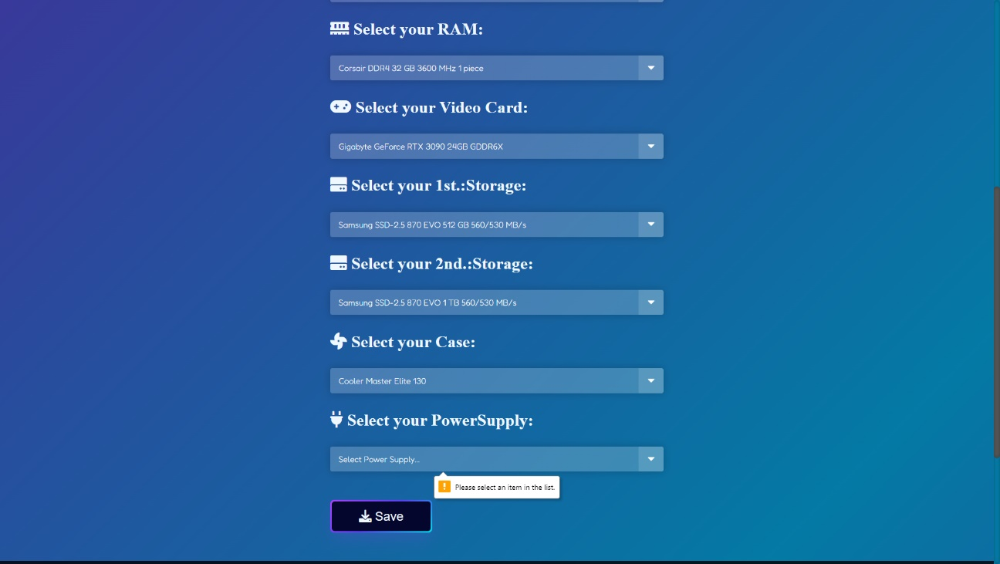 Select your RAM:
Corsair DDR4 32 GB 3600 MHz 1 piece
Select your Video Card:
Gigabyte GeForce RTX 3090 24GB GDDR6X
Select your 1st.:Storage:
Samsung SSD-2.5 870 EVO 512 GB 560/530 MB/s
Select your 2nd.:Storage:
Samsung SSD-2.5 870 EVO 1 TB 560/530 MB/s
Select your Case:
Cooler Master Elite 130
Select your PowerSupply:
Select Power Supply...
Please select an item in the list.
Save